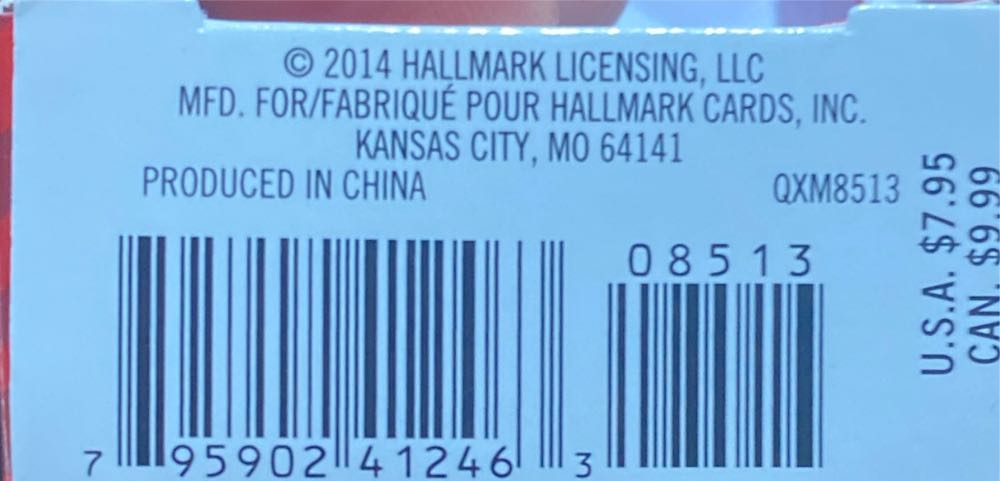 © 2014 HALLMARK LICENSING, LLC
MFD. FOR/FABRIQUÉ POUR HALLMARK CARDS, INC.
KANSAS CITY, MO 64141
PRODUCED IN CHINA
QXM8513
U.S.A. $7.95
CAN. $9.99
08513
7 95902 41246 3